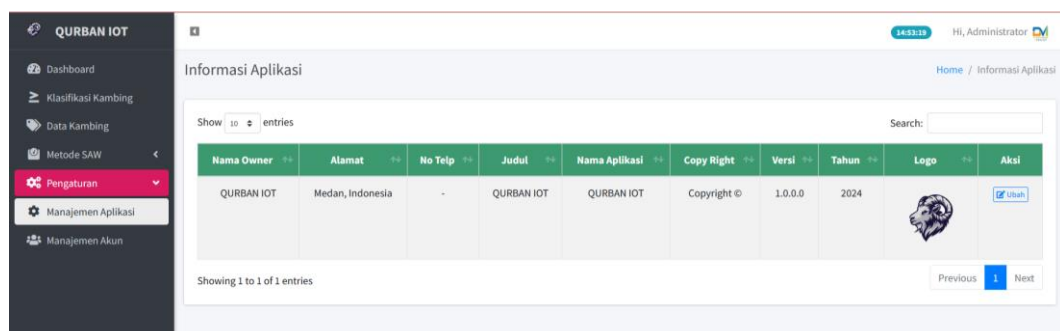 QURBAN IOT
14:53:19 Hi, Administrator
Dashboard
Klasifikasi Kambing
Data Kambing
Metode SAW
Pengaturan
Manajemen Aplikasi
Manajemen Akun
Informasi Aplikasi
Home / Informasi Aplikasi
Show 10 entries
Search:
Nama Owner Alamat No Telp Judul Nama Aplikasi Copy Right Versi Tahun Logo Aksi
QURBAN IOT Medan, Indonesia - QURBAN IOT QURBAN IOT Copyright © 1.0.0.0 2024 Ubah
Showing 1 to 1 of 1 entries
Previous 1 Next